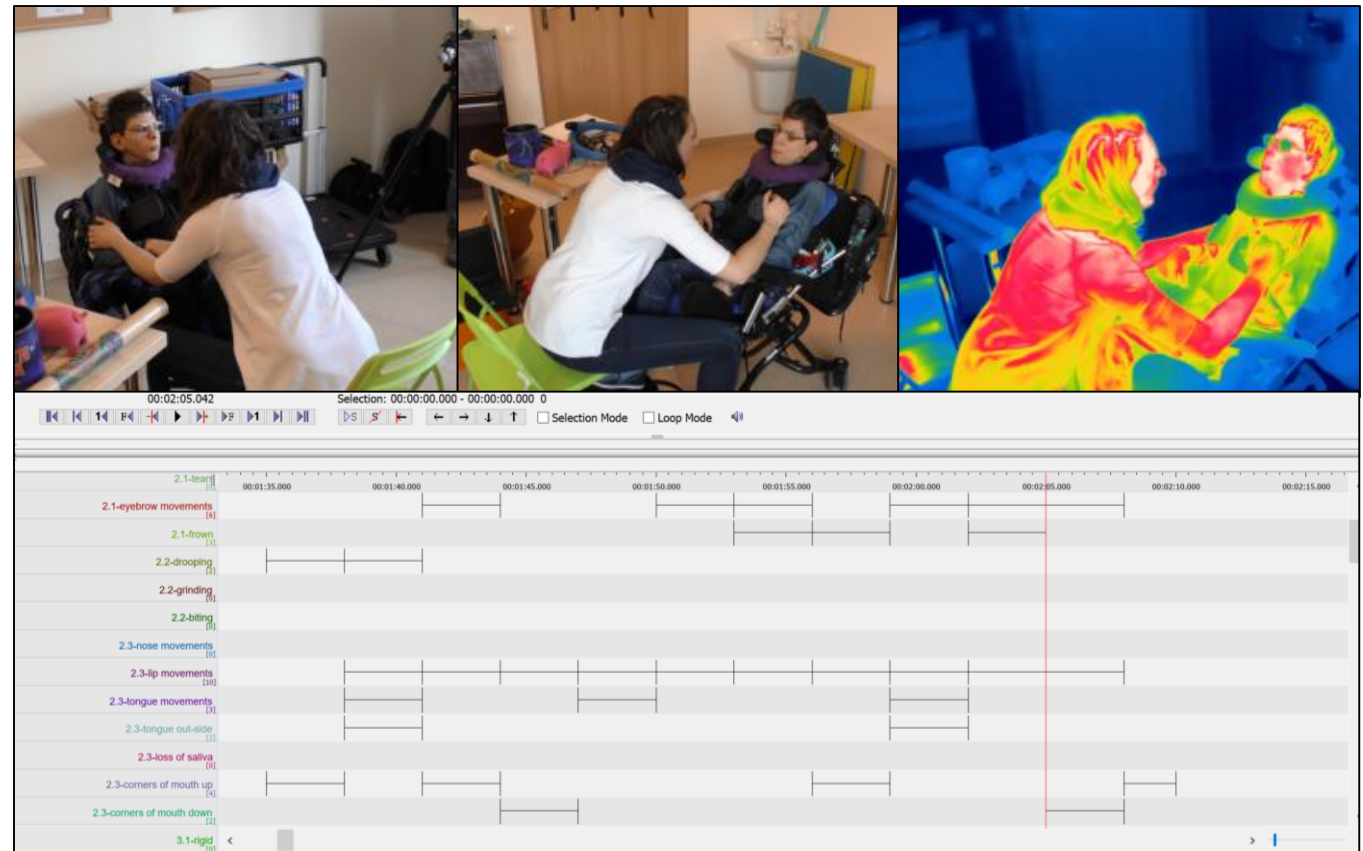 00:02:05.042 Selection: 00:00:00.000 - 00:00:00.000 0
1 F F 1 S S Selection Mode Loop Mode
2.1-tears 00:01:35.000 00:01:40.000 00:01:45.000 00:01:50.000 00:01:55.000 00:02:00.000 00:02:05.000 00:02:10.000 00:02:15.000
[0]
2.1-eyebrow movements
[6]
2.1-frown
[3]
2.2-drooping
[2]
2.2-grinding
[0]
2.2-biting
[0]
2.3-nose movements
[0]
2.3-lip movements
[10]
2.3-tongue movements
[3]
2.3-tongue out-side
[2]
2.3-loss of saliva
[0]
2.3-corners of mouth up
[4]
2.3-corners of mouth down
[2]
3.1-rigid
[0]